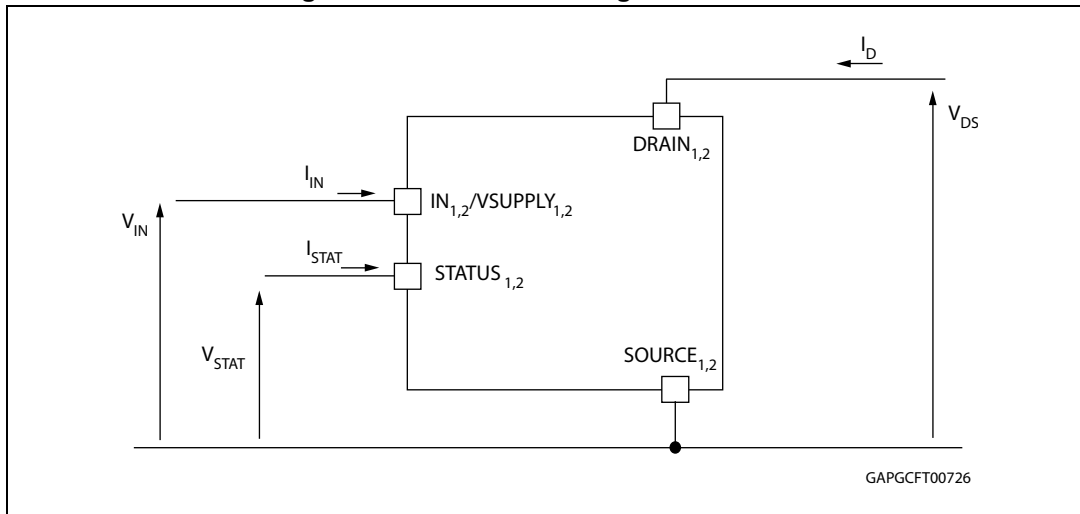 I_D
V_DS
DRAIN_1,2
I_IN
IN_1,2/VSUPPLY_1,2
V_IN
I_STAT
STATUS_1,2
V_STAT
SOURCE_1,2
GAPGCFT00726